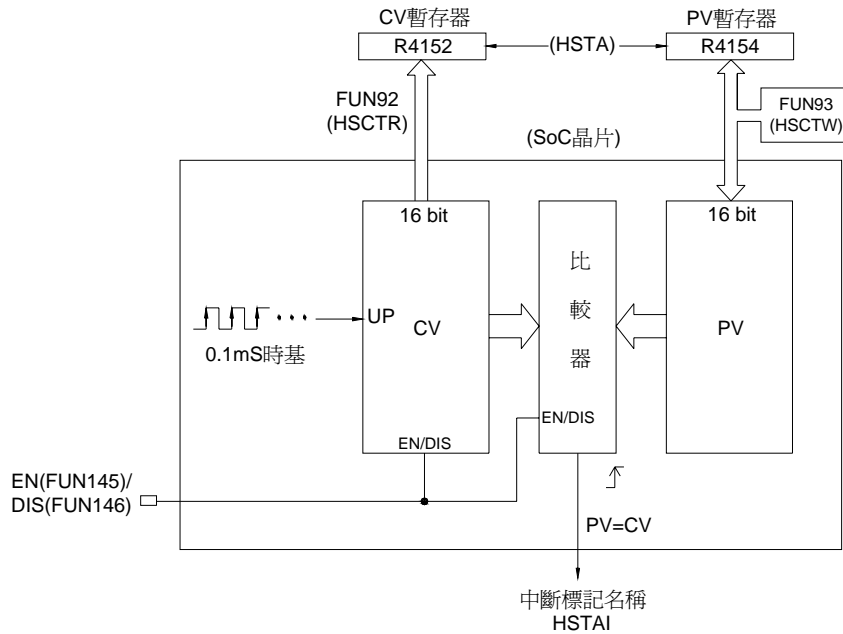 CV暫存器
PV暫存器
R4152
(HSTA)
R4154
FUN92
(HSCTR)
FUN93
(HSCTW)
(SoC晶片)
16 bit
16 bit
比
較
器
UP
CV
PV
0.1mS時基
EN/DIS
EN/DIS
EN(FUN145)/
DIS(FUN146)
PV=CV
中斷標記名稱
HSTAI